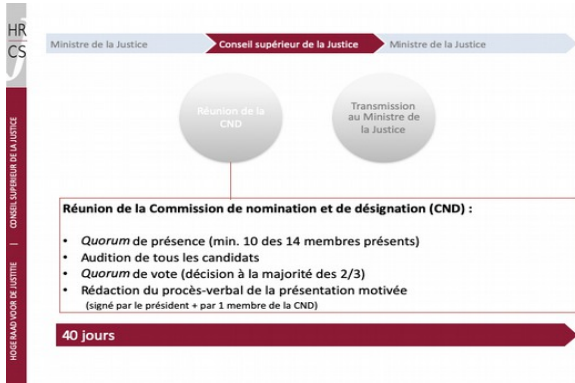 HR
CS
HOGE RAAD VOOR DE JUSTITIE | CONSEIL SUPERIEUR DE LA JUSTICE
Ministre de la Justice
Conseil supérieur de la Justice
Ministre de la Justice
Réunion de la
CND
Transmission
au Ministre de
la Justice
Réunion de la Commission de nomination et de désignation (CND) :
• Quorum de présence (min. 10 des 14 membres présents)
• Audition de tous les candidats
• Quorum de vote (décision à la majorité des 2/3)
• Rédaction du procès-verbal de la présentation motivée
(signé par le président + par 1 membre de la CND)
40 jours